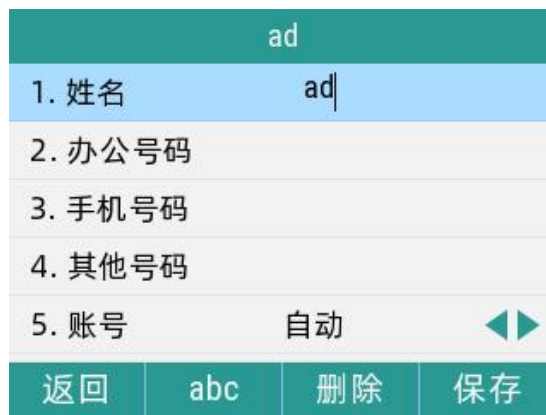 ad
1. 姓名 ad
2. 办公号码
3. 手机号码
4. 其他号码
5. 账号 自动
返回 abc 删除 保存